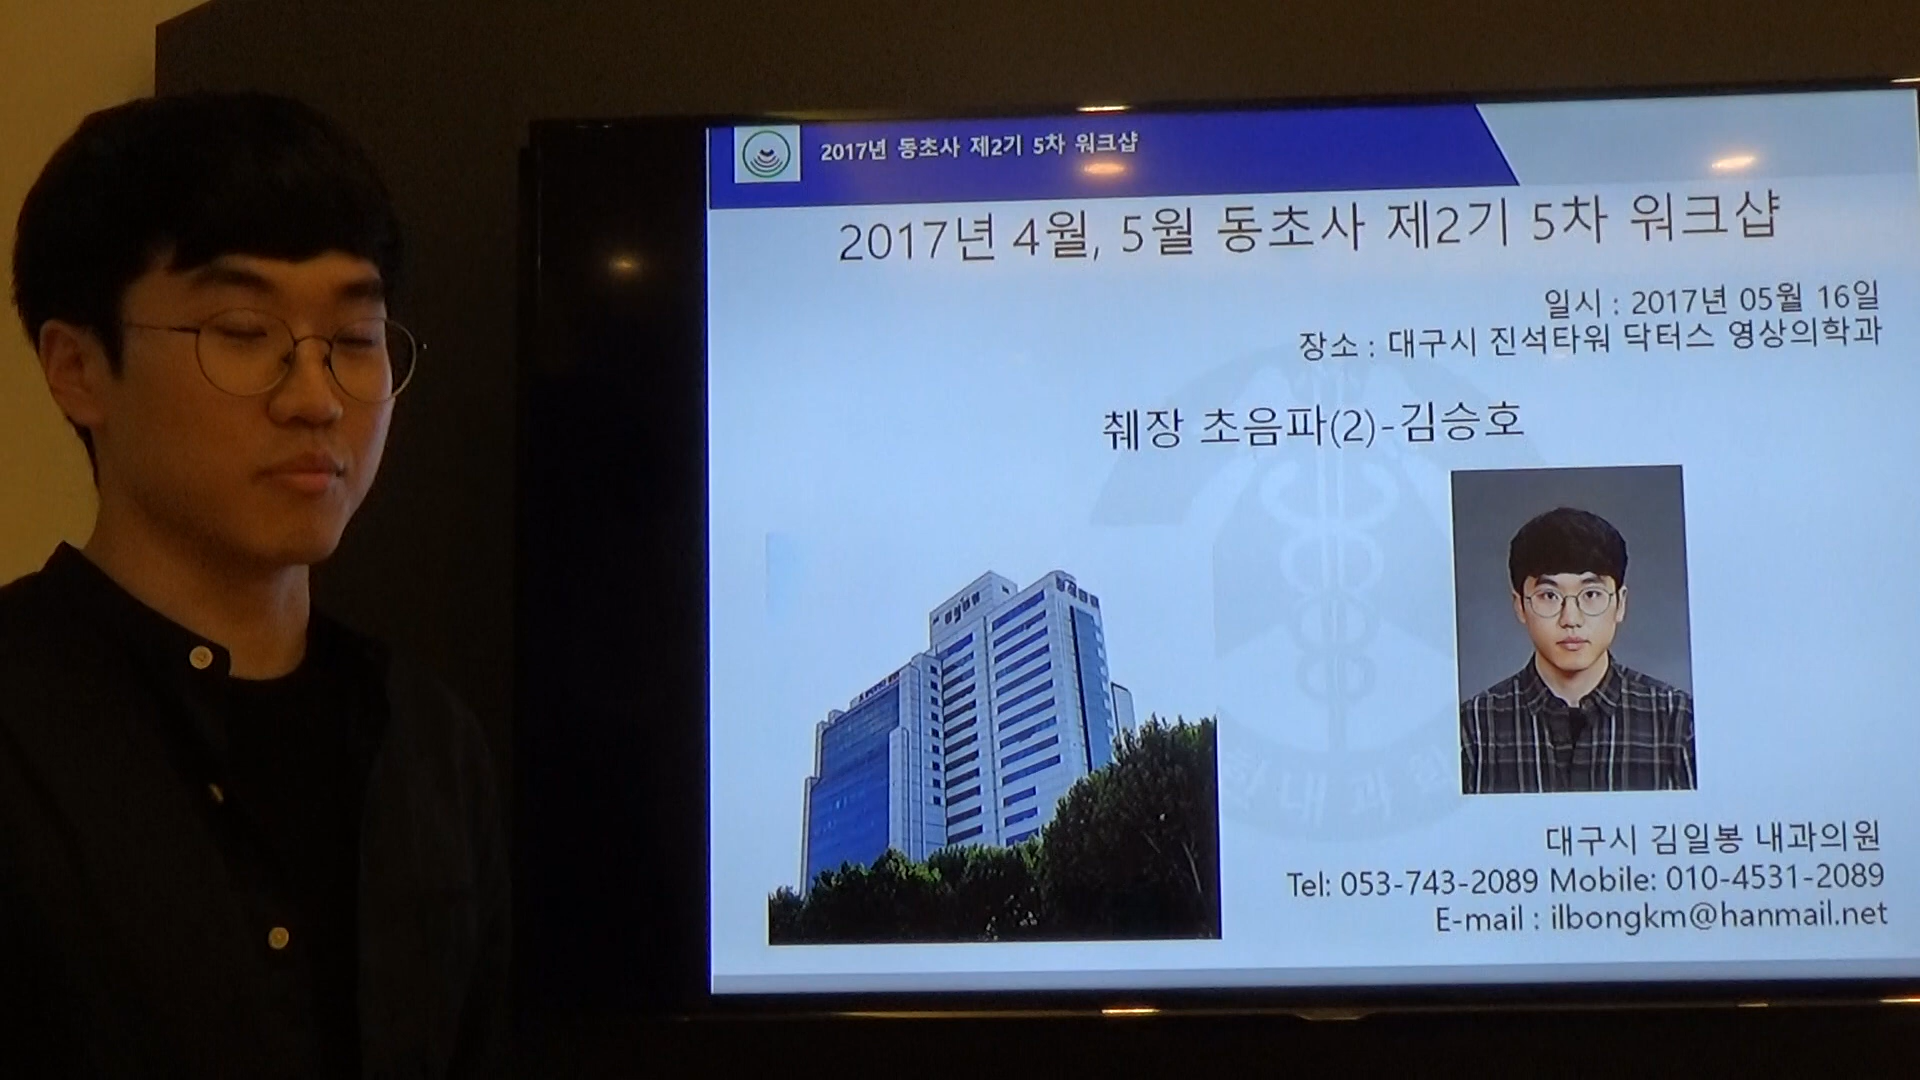 2017년 동초사 제2기 5차 워크샵
2017년 4월, 5월 동초사 제2기 5차 워크샵
일시 : 2017년 05월 16일
장소 : 대구시 진석타워 닥터스 영상의학과
췌장 초음파(2)-김승호
내과
대구시 김일봉 내과의원
Tel: 053-743-2089 Mobile: 010-4531-2089
E-mail : ilbongkm@hanmail.net